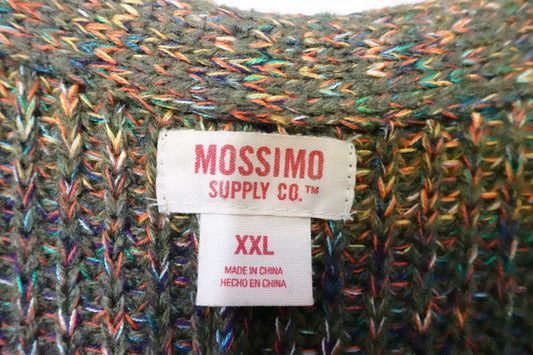 MOSSIMO
SUPPLY CO.™
XXL
MADE IN CHINA
HECHO EN CHINA